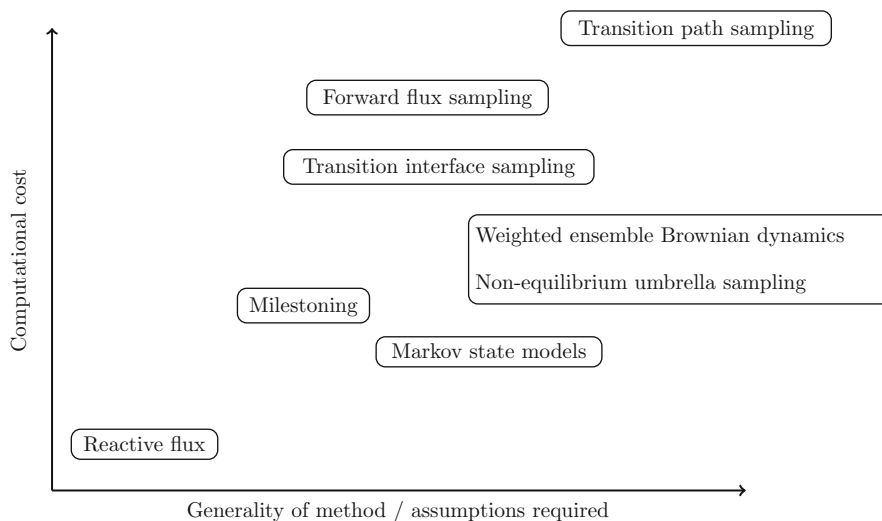 Transition path sampling
Forward flux sampling
Transition interface sampling
Weighted ensemble Brownian dynamics
Non-equilibrium umbrella sampling
Milestoning
Markov state models
Reactive flux
Computational cost
Generality of method / assumptions required